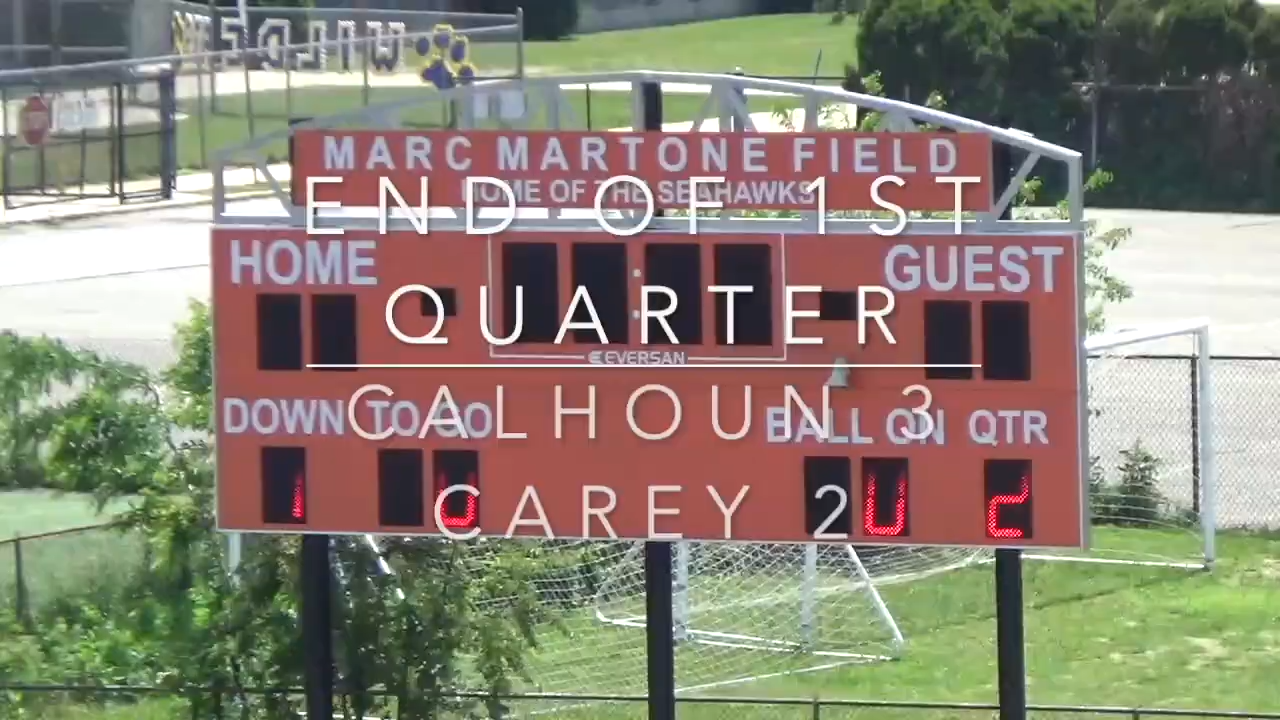 WILDC
MARC MARTONE FIELD
HOME OF THE SEAHAWKS
END OF 1ST
QUARTER
CALHOUN 3
CAREY 2
HOME
GUEST
EVERSAN
DOWN TO GO
BALL ON QTR
1
2